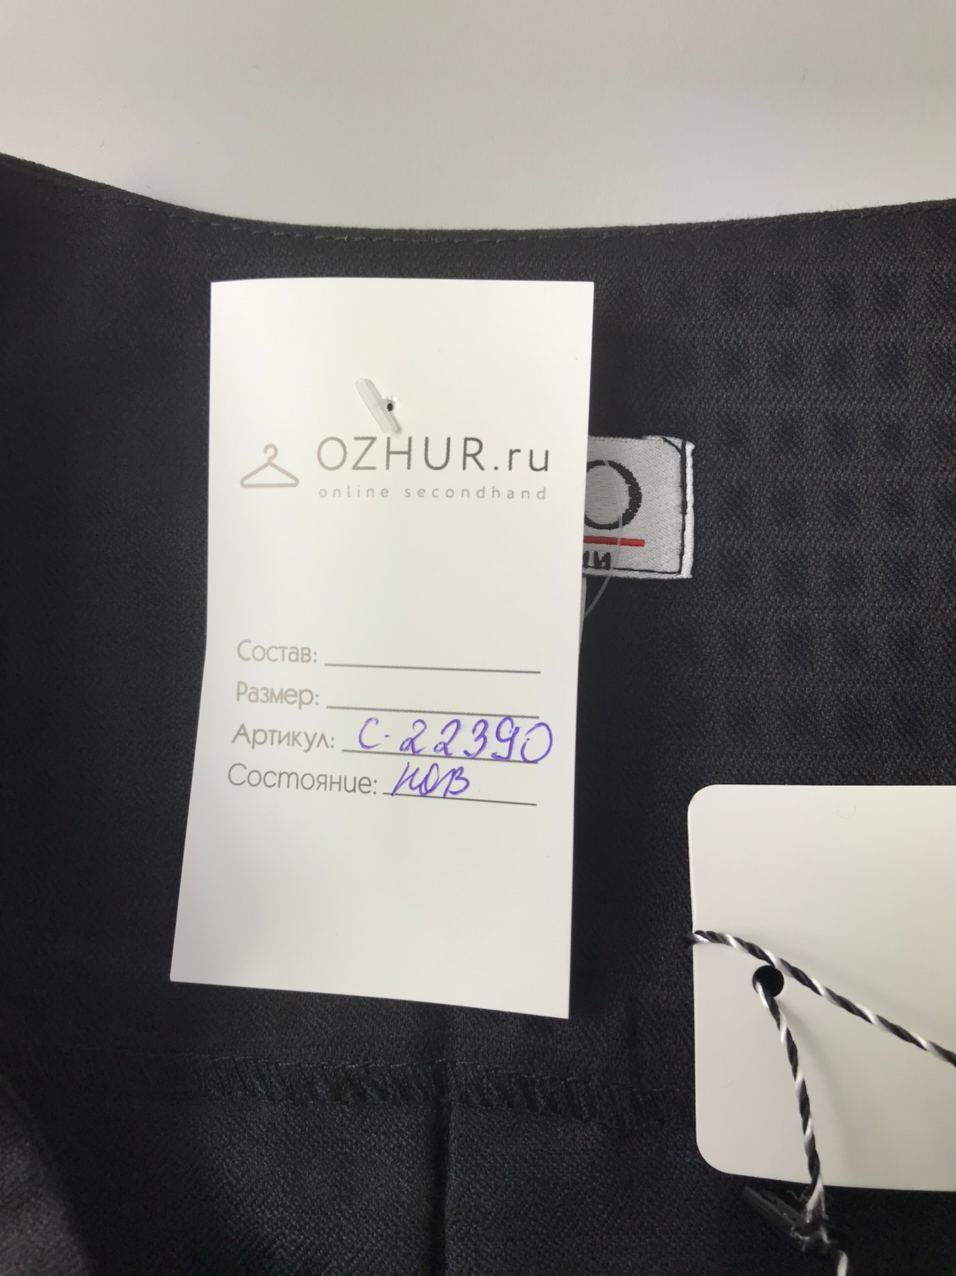 OZHUR.ru
online secondhand
Состав:
Размер:
Артикул: С-22390
Состояние: нов